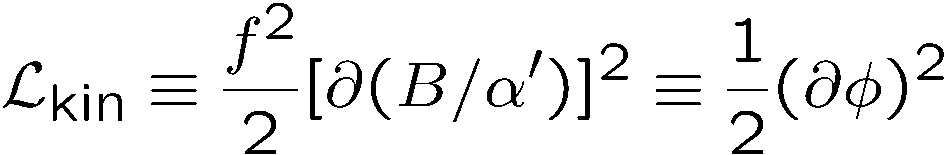 ℒ_kin ≡ f²/2 [∂(B/α′)]² ≡ 1/2 (∂ϕ)²